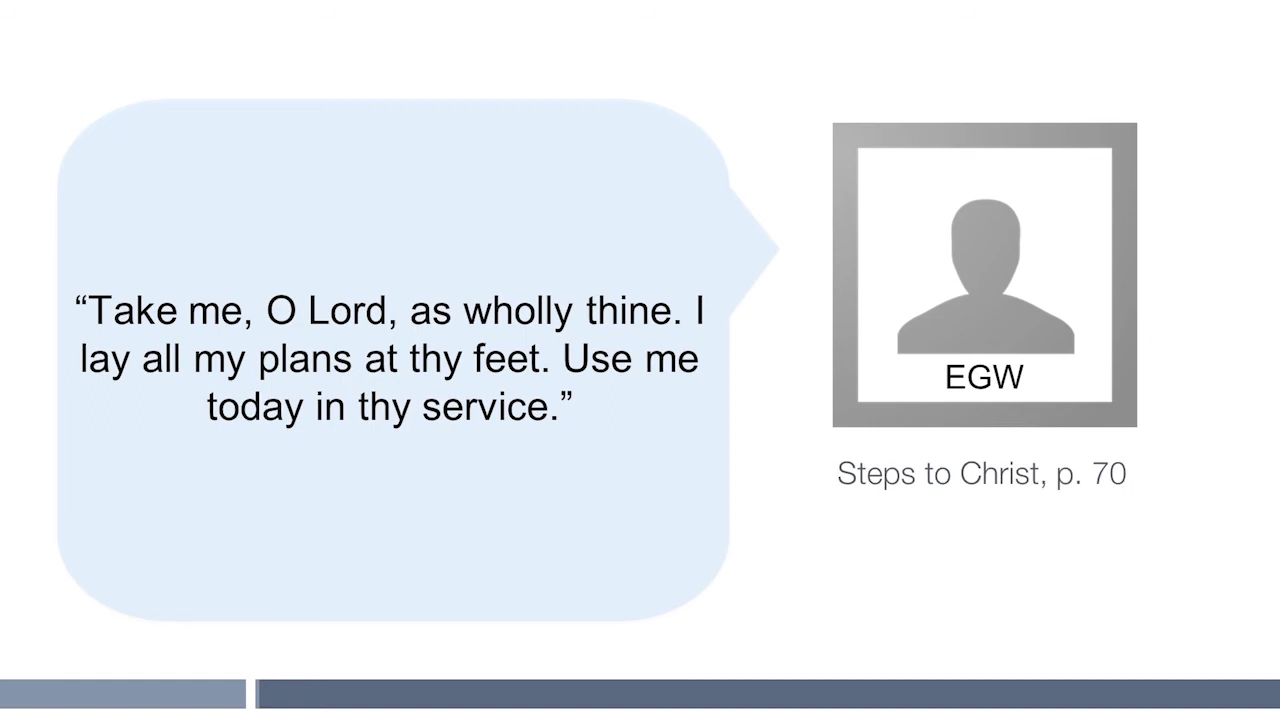 “Take me, O Lord, as wholly thine. I
lay all my plans at thy feet. Use me
today in thy service.”
EGW
Steps to Christ, p. 70